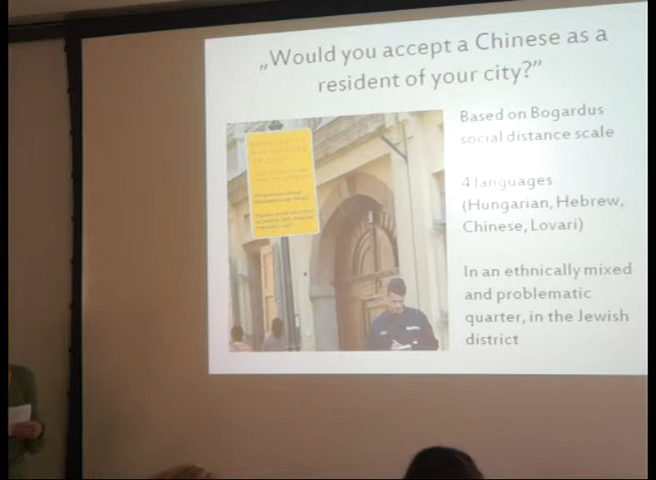 „Would you accept a Chinese as a
resident of your city?”
Based on Bogardus
social distance scale
4 languages
(Hungarian, Hebrew,
Chinese, Lovari)
In an ethnically mixed
and problematic
quarter, in the Jewish
district